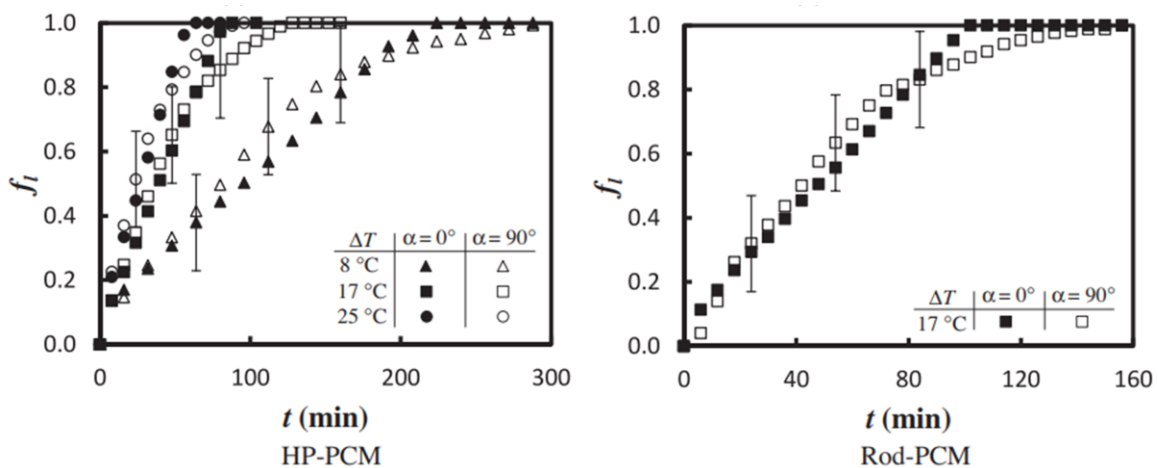 1.0
0.8
0.6
0.4
0.2
0.0
f_l
0 100 200 300
t (min)
HP-PCM
ΔT α = 0° α = 90°
8 °C ▲ △
17 °C ■ □
25 °C ● ○
1.0
0.8
0.6
0.4
0.2
0.0
f_l
0 40 80 120 160
t (min)
Rod-PCM
ΔT α = 0° α = 90°
17 °C ■ □